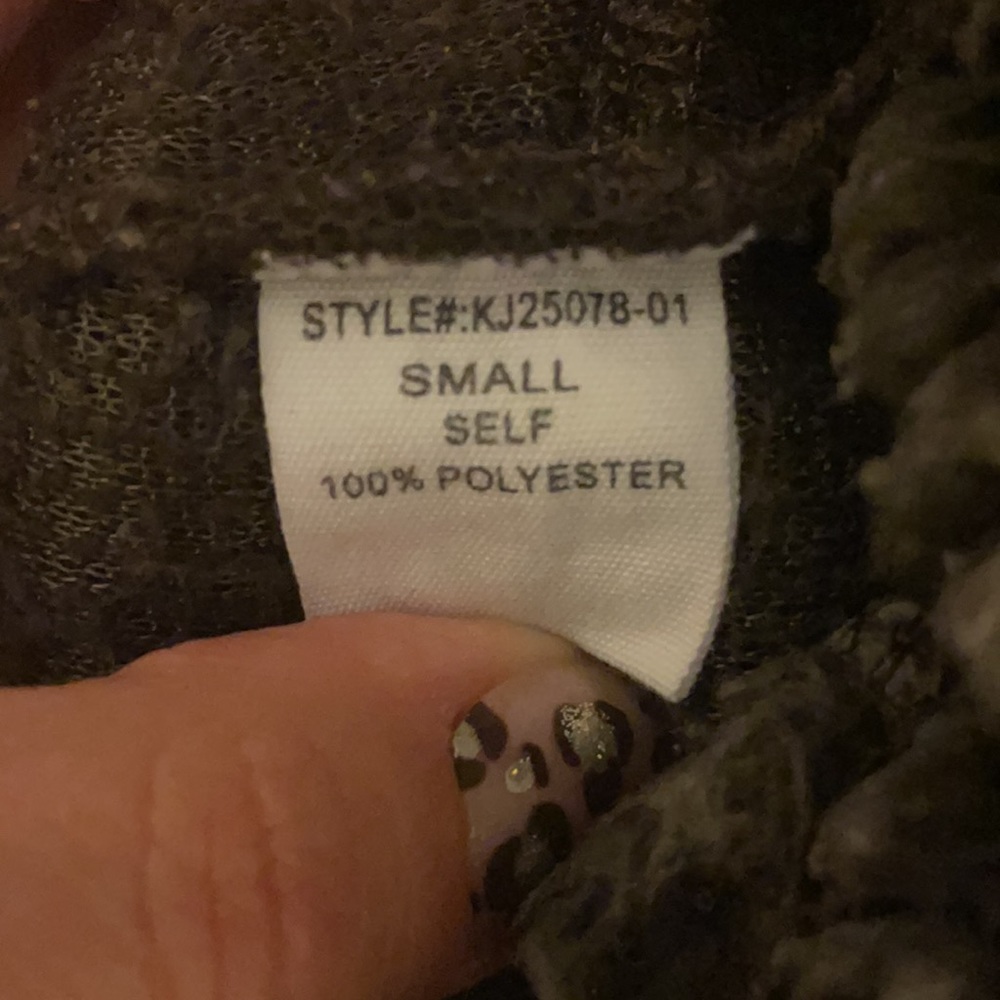 STYLE#:KJ25078-01
SMALL
SELF
100% POLYESTER